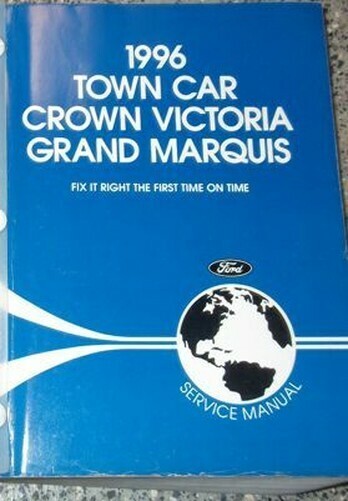 1996
TOWN CAR
CROWN VICTORIA
GRAND MARQUIS
FIX IT RIGHT THE FIRST TIME ON TIME
Ford
SERVICE MANUAL